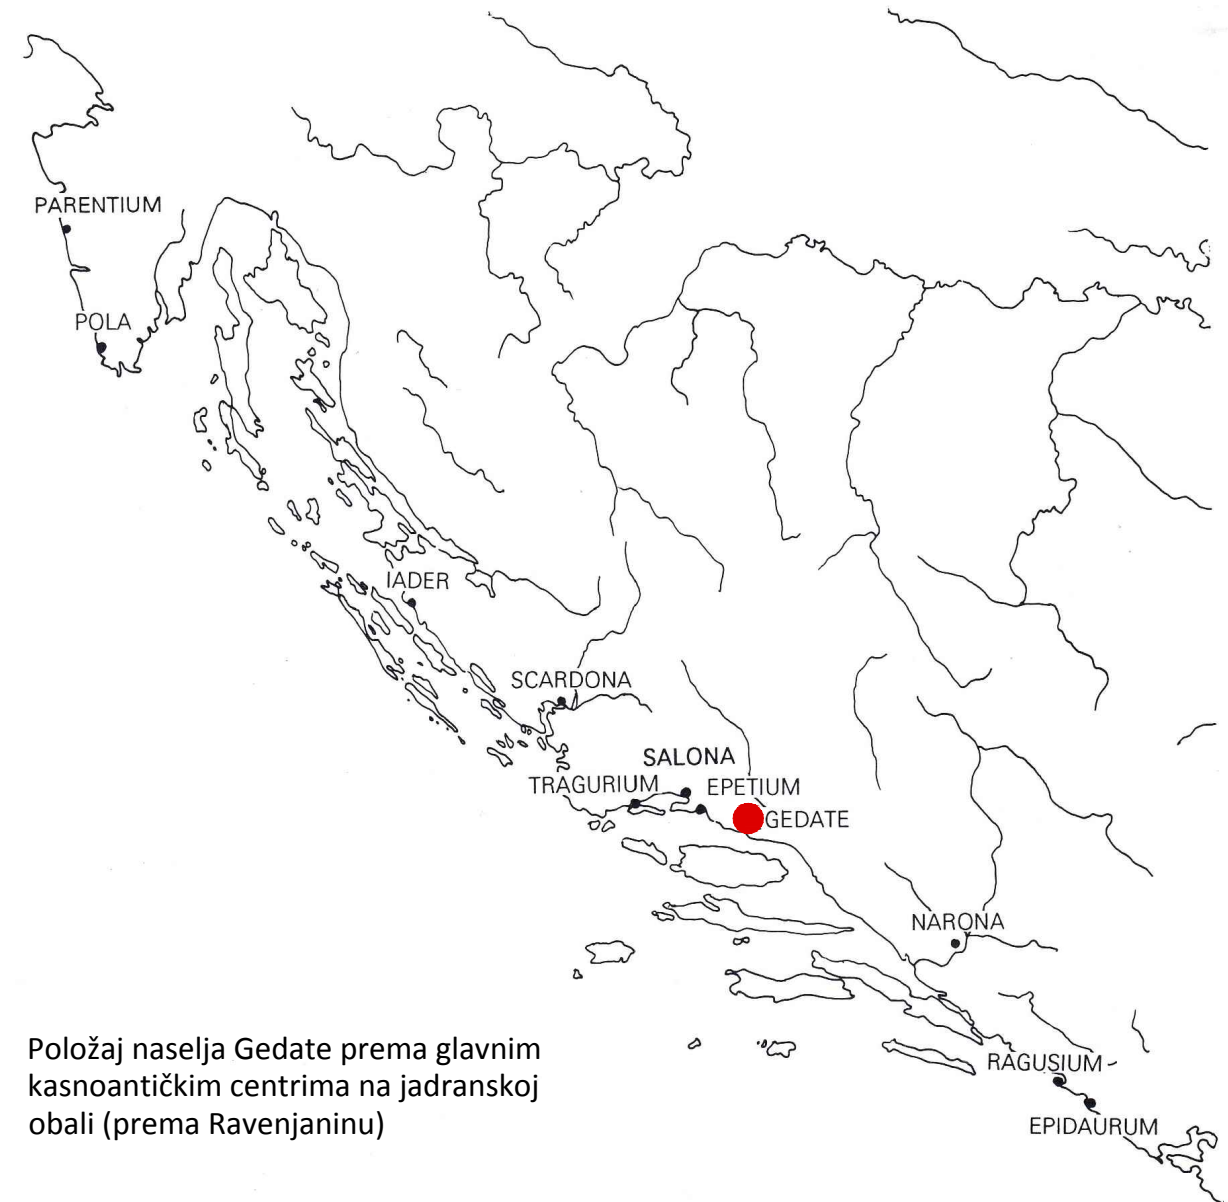 PARENTIUM
POLA
IADER
SCARDONA
SALONA
TRAGURIUM
EPETIUM
GEDATE
NARONA
RAGUSIUM
EPIDAURUM
Položaj naselja Gedate prema glavnim
kasnoantičkim centrima na jadranskoj
obali (prema Ravenjaninu)